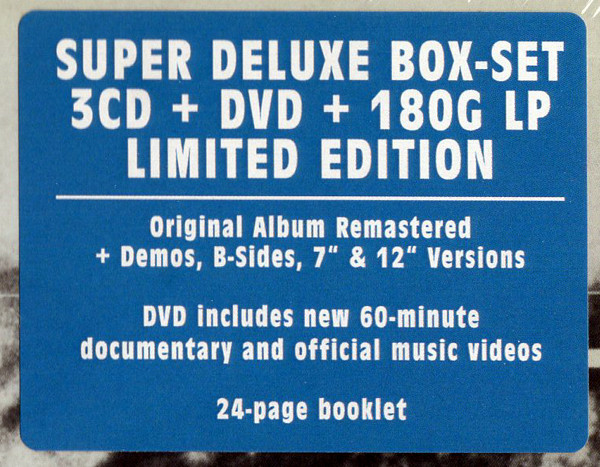 SUPER DELUXE BOX-SET
3CD + DVD + 180G LP
LIMITED EDITION
Original Album Remastered
+ Demos, B-Sides, 7“ & 12“ Versions
DVD includes new 60-minute
documentary and official music videos
24-page booklet